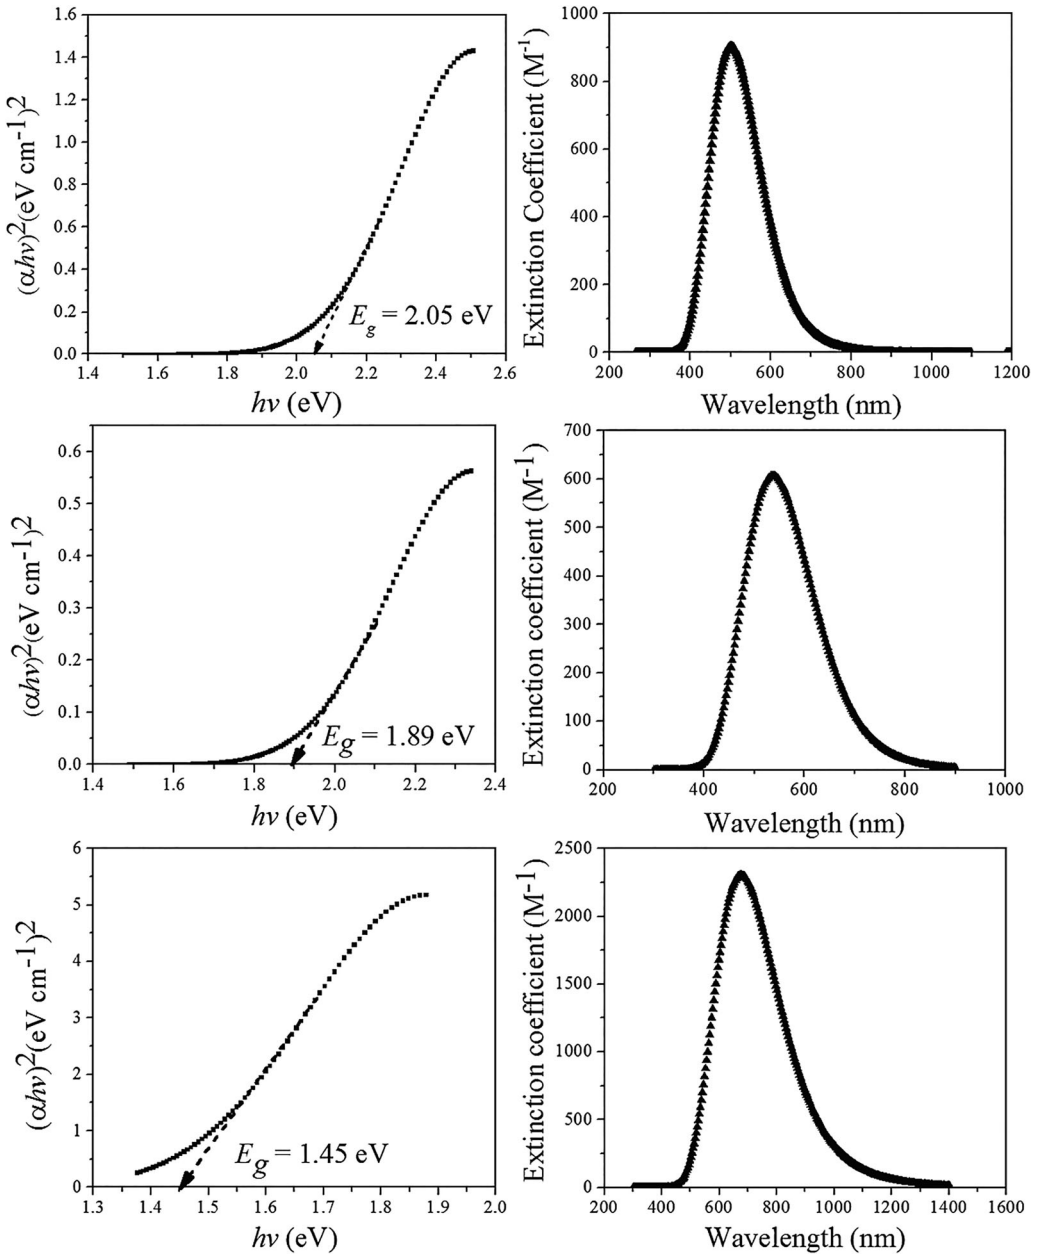 1.6
1.4
1.2
1.0
0.8
0.6
0.4
0.2
0.0
(αhν)²(eV cm⁻¹)²
E_g = 2.05 eV
1.4 1.6 1.8 2.0 2.2 2.4 2.6
hν (eV)
1000
800
600
400
200
0
Extinction Coefficient (M⁻¹)
200 400 600 800 1000 1200
Wavelength (nm)
0.6
0.5
0.4
0.3
0.2
0.1
0.0
(αhν)²(eV cm⁻¹)²
E_g = 1.89 eV
1.4 1.6 1.8 2.0 2.2 2.4
hν (eV)
700
600
500
400
300
200
100
0
Extinction coefficient (M⁻¹)
200 400 600 800 1000
Wavelength (nm)
6
5
4
3
2
1
0
(αhν)²(eV cm⁻¹)²
E_g = 1.45 eV
1.3 1.4 1.5 1.6 1.7 1.8 1.9 2.0
hν (eV)
2500
2000
1500
1000
500
0
Extinction coefficient (M⁻¹)
200 400 600 800 1000 1200 1400 1600
Wavelength (nm)